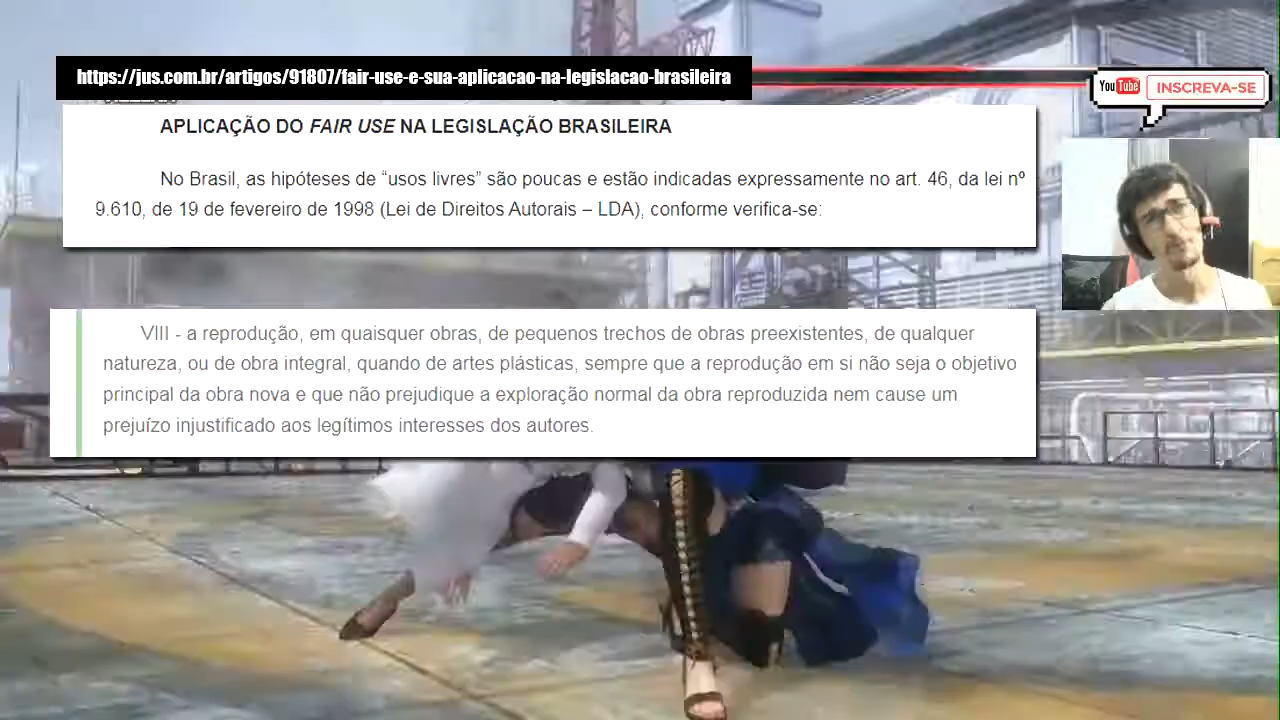 https://jus.com.br/artigos/91807/fair-use-e-sua-aplicacao-na-legislacao-brasileira
YouTube INSCREVA-SE
APLICAÇÃO DO FAIR USE NA LEGISLAÇÃO BRASILEIRA
No Brasil, as hipóteses de “usos livres” são poucas e estão indicadas expressamente no art. 46, da lei nº
9.610, de 19 de fevereiro de 1998 (Lei de Direitos Autorais – LDA), conforme verifica-se:
VIII - a reprodução, em quaisquer obras, de pequenos trechos de obras preexistentes, de qualquer
natureza, ou de obra integral, quando de artes plásticas, sempre que a reprodução em si não seja o objetivo
principal da obra nova e que não prejudique a exploração normal da obra reproduzida nem cause um
prejuízo injustificado aos legítimos interesses dos autores.